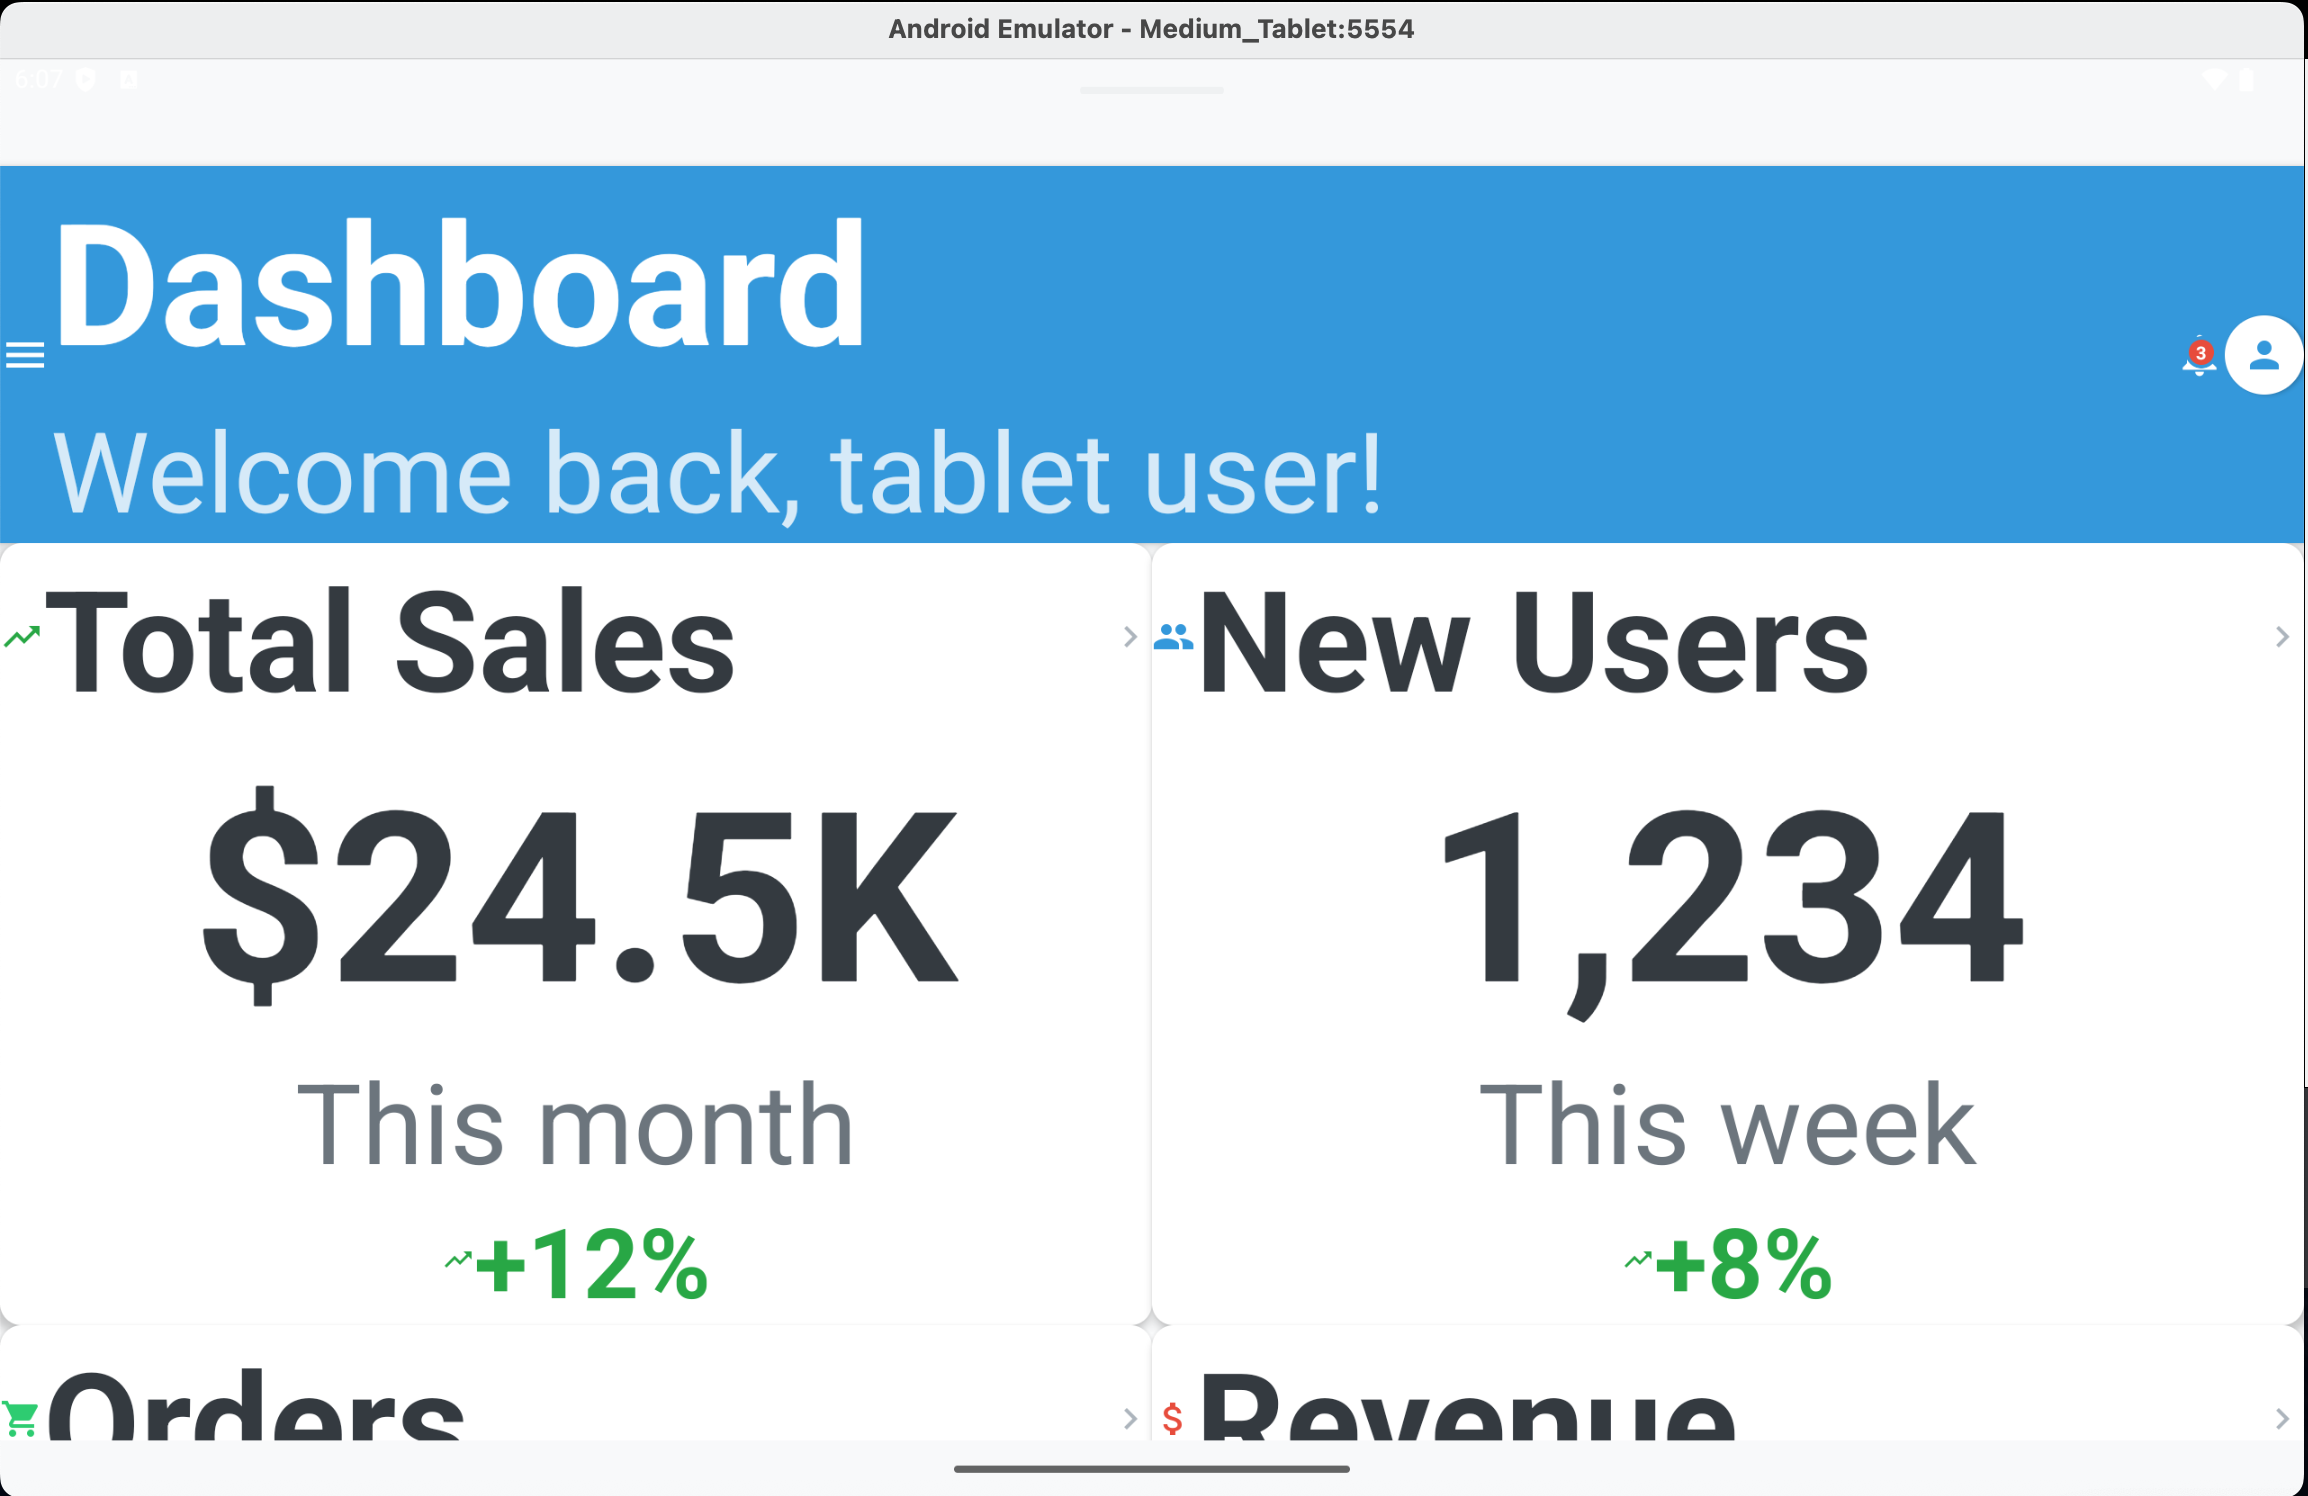 Android Emulator - Medium_Tablet:5554
6:07
Dashboard
3
Welcome back, tablet user!
Total Sales
New Users
$24.5K
1,234
This month
This week
+12%
+8%
Orders
$ Revenue